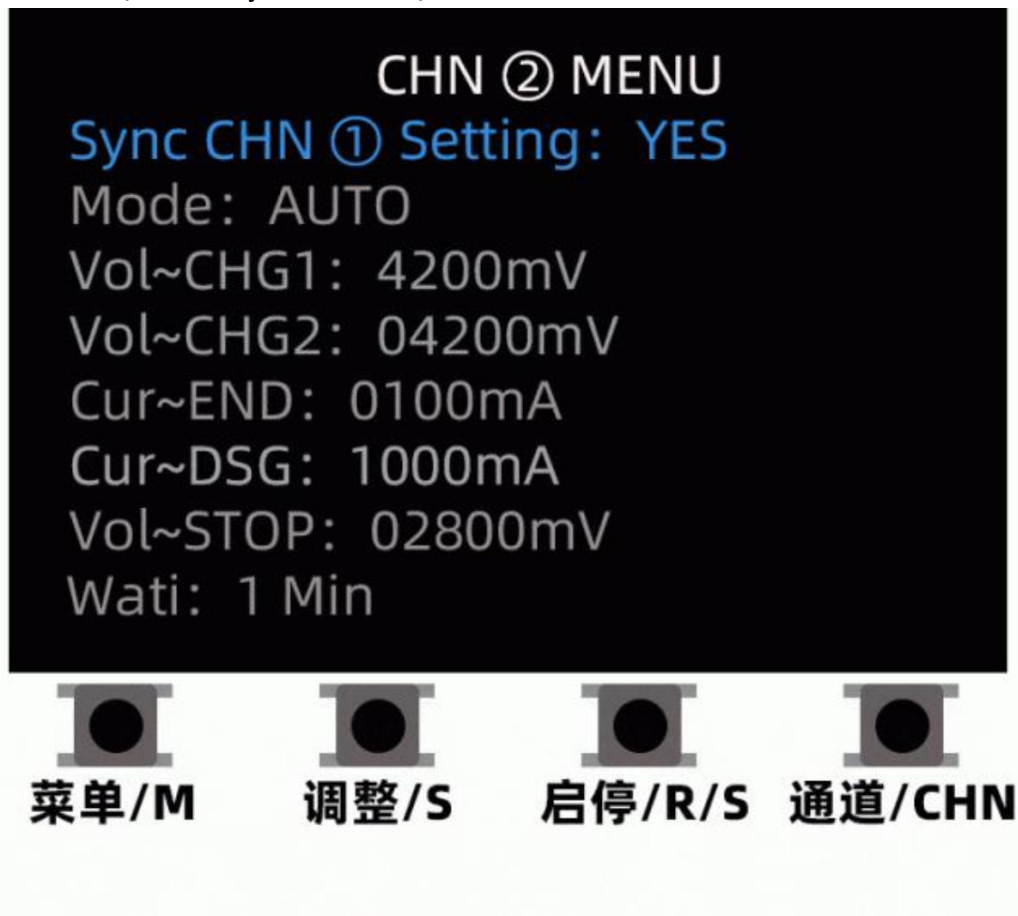 CHN ② MENU
Sync CHN ① Setting：YES
Mode：AUTO
Vol~CHG1：4200mV
Vol~CHG2：04200mV
Cur~END：0100mA
Cur~DSG：1000mA
Vol~STOP：02800mV
Wati：1 Min
菜单/M 调整/S 启停/R/S 通道/CHN